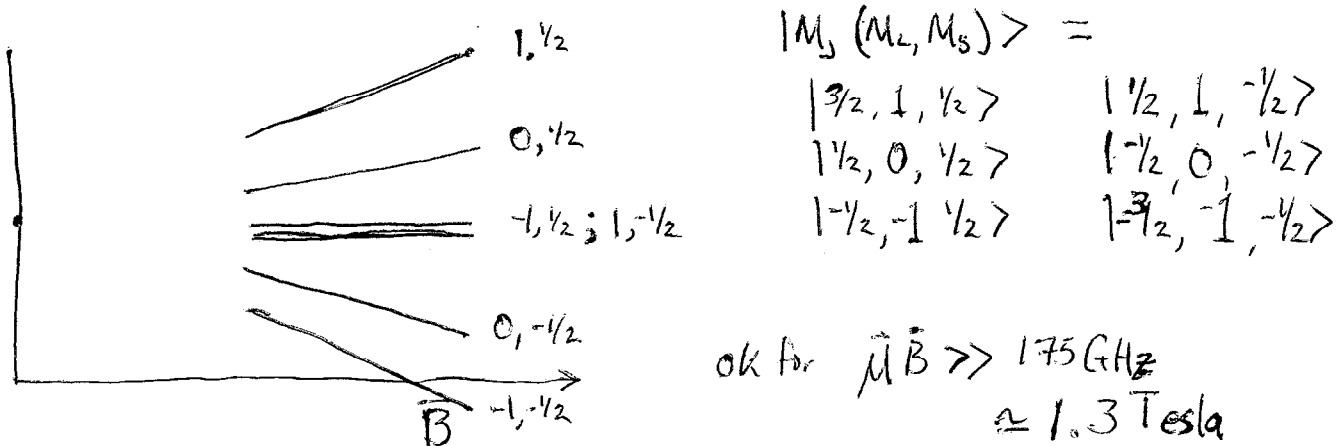 1, 1/2
0, 1/2
-1, 1/2 ; 1, -1/2
0, -1/2
-1, -1/2
B
|M_J (M_L, M_S)> =
|3/2, 1, 1/2> |1/2, 1, -1/2>
|1/2, 0, 1/2> |-1/2, 0, -1/2>
|-1/2, -1 1/2> |-3/2, -1, -1/2>
ok for μ⃗ B⃗ >> 175 GHz
≃ 1.3 Tesla